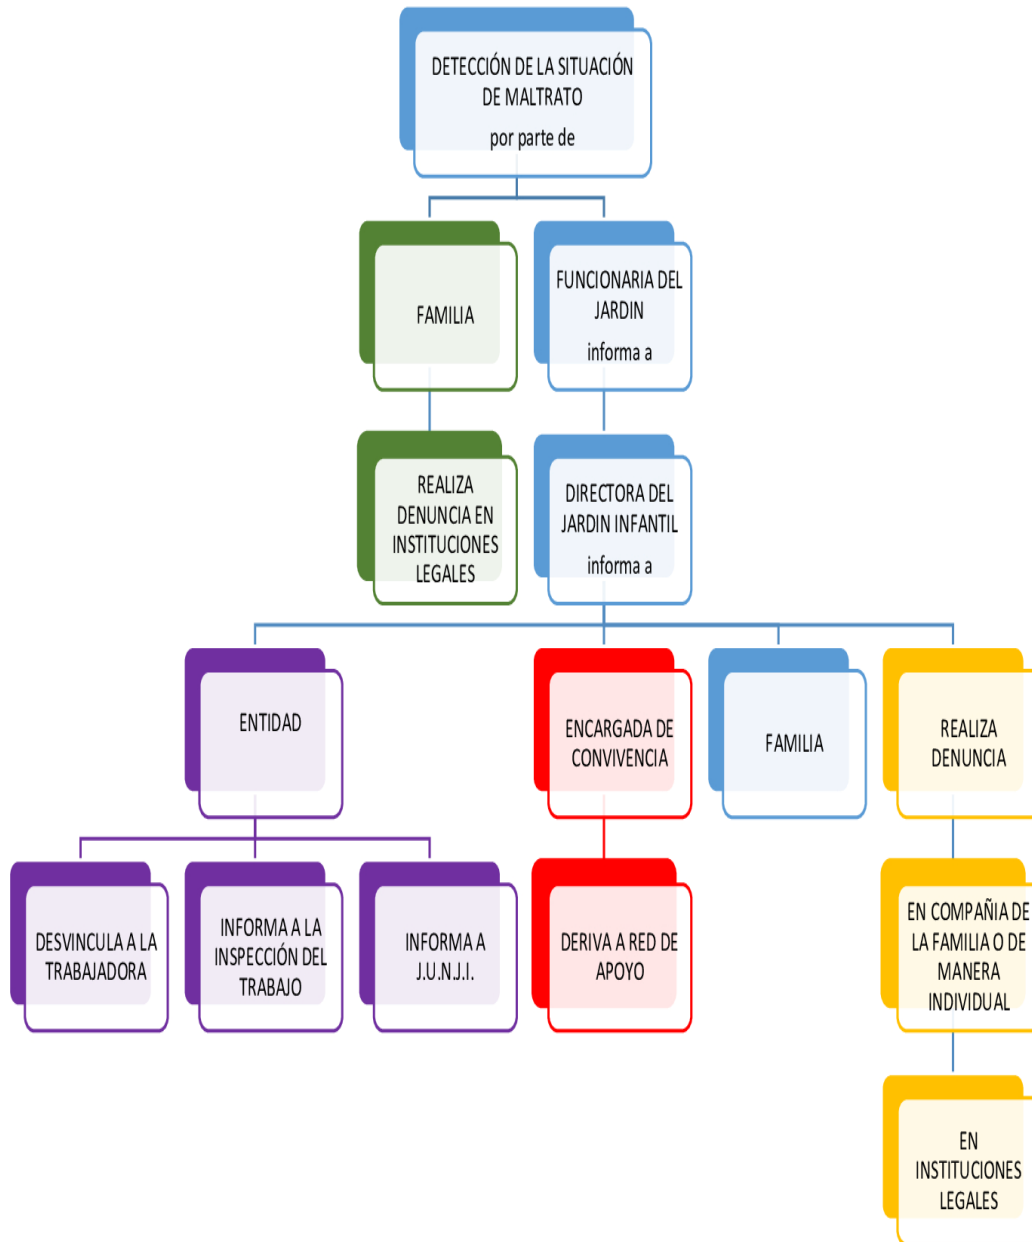 DETECCIÓN DE LA SITUACIÓN
DE MALTRATO
por parte de
FAMILIA
FUNCIONARIA DEL
JARDIN
informa a
REALIZA
DENUNCIA EN
INSTITUCIONES
LEGALES
DIRECTORA DEL
JARDIN INFANTIL
informa a
ENTIDAD
ENCARGADA DE
CONVIVENCIA
FAMILIA
REALIZA
DENUNCIA
DESVINCULA A LA
TRABAJADORA
INFORMA A LA
INSPECCIÓN DEL
TRABAJO
INFORMA A
J.U.N.J.I.
DERIVA A RED DE
APOYO
EN COMPAÑIA DE
LA FAMILIA O DE
MANERA
INDIVIDUAL
EN
INSTITUCIONES
LEGALES